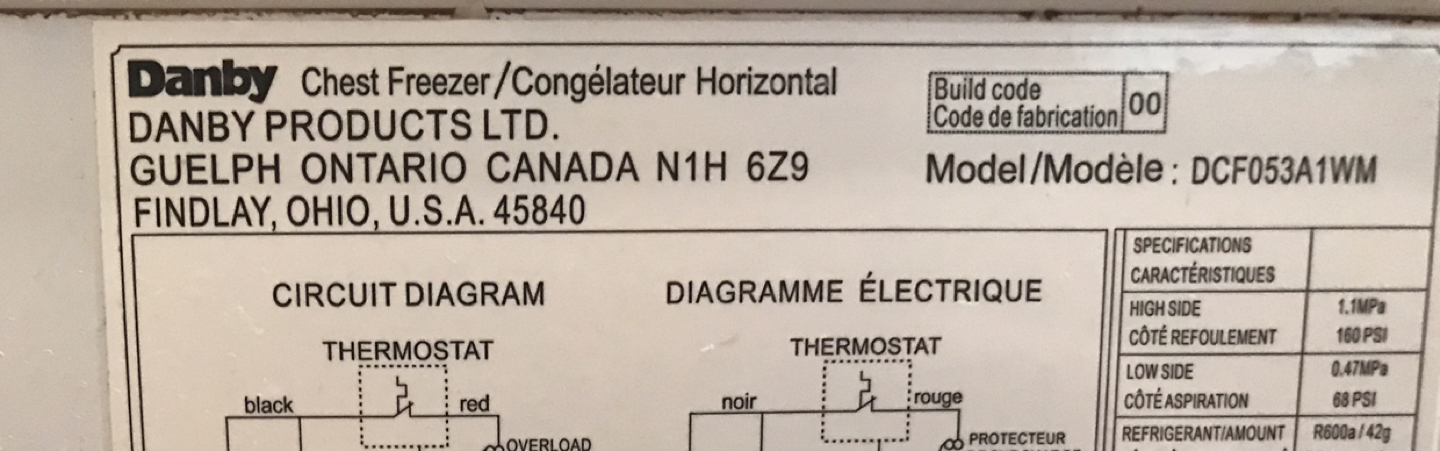 Danby Chest Freezer/Congélateur Horizontal
DANBY PRODUCTS LTD.
GUELPH ONTARIO CANADA N1H 6Z9
FINDLAY, OHIO, U.S.A. 45840
Build code
Code de fabrication 00
Model/Modèle : DCF053A1WM
CIRCUIT DIAGRAM
THERMOSTAT
black red
OVERLOAD
DIAGRAMME ÉLECTRIQUE
THERMOSTAT
noir rouge
PROTECTEUR
SPECIFICATIONS
CARACTÉRISTIQUES
HIGH SIDE 1.1MPa
CÔTÉ REFOULEMENT 160 PSI
LOW SIDE 0.47MPa
CÔTÉ ASPIRATION 68 PSI
REFRIGERANT/AMOUNT R600a / 42g